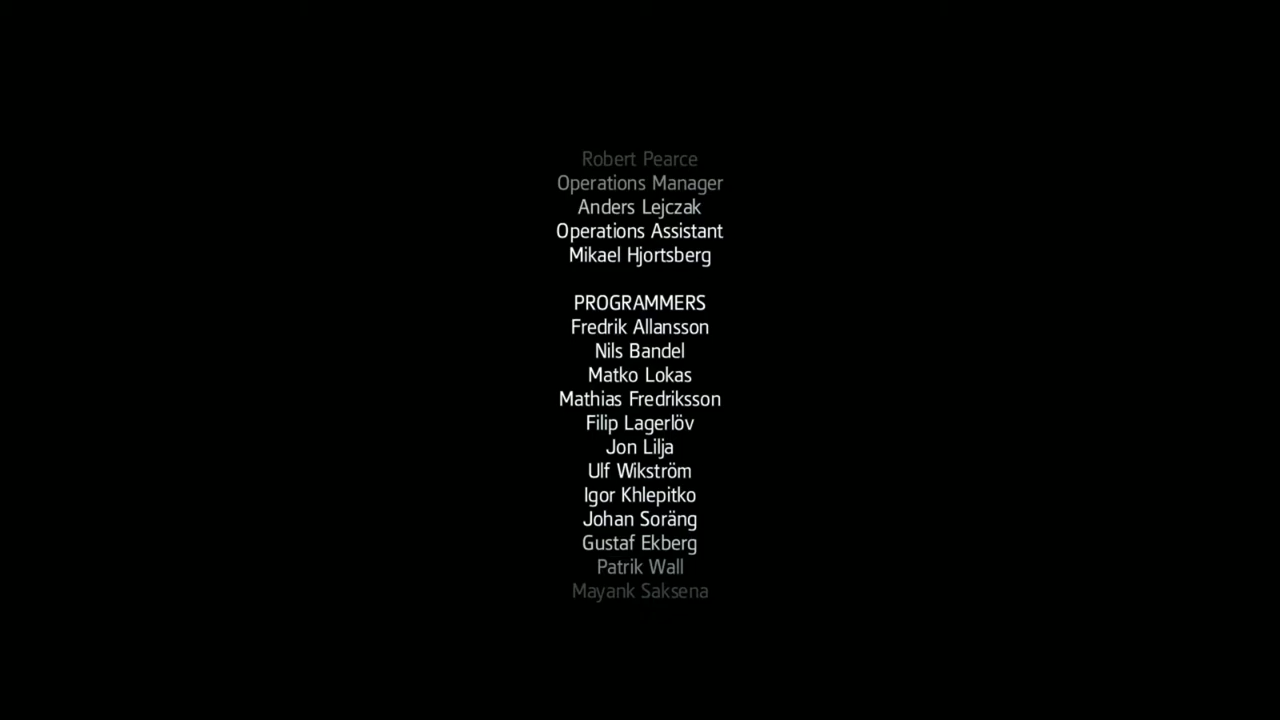 Robert Pearce
Operations Manager
Anders Lejczak
Operations Assistant
Mikael Hjortsberg
PROGRAMMERS
Fredrik Allansson
Nils Bandel
Matko Lokas
Mathias Fredriksson
Filip Lagerlöv
Jon Lilja
Ulf Wikström
Igor Khlepitko
Johan Soräng
Gustaf Ekberg
Patrik Wall
Mayank Saksena